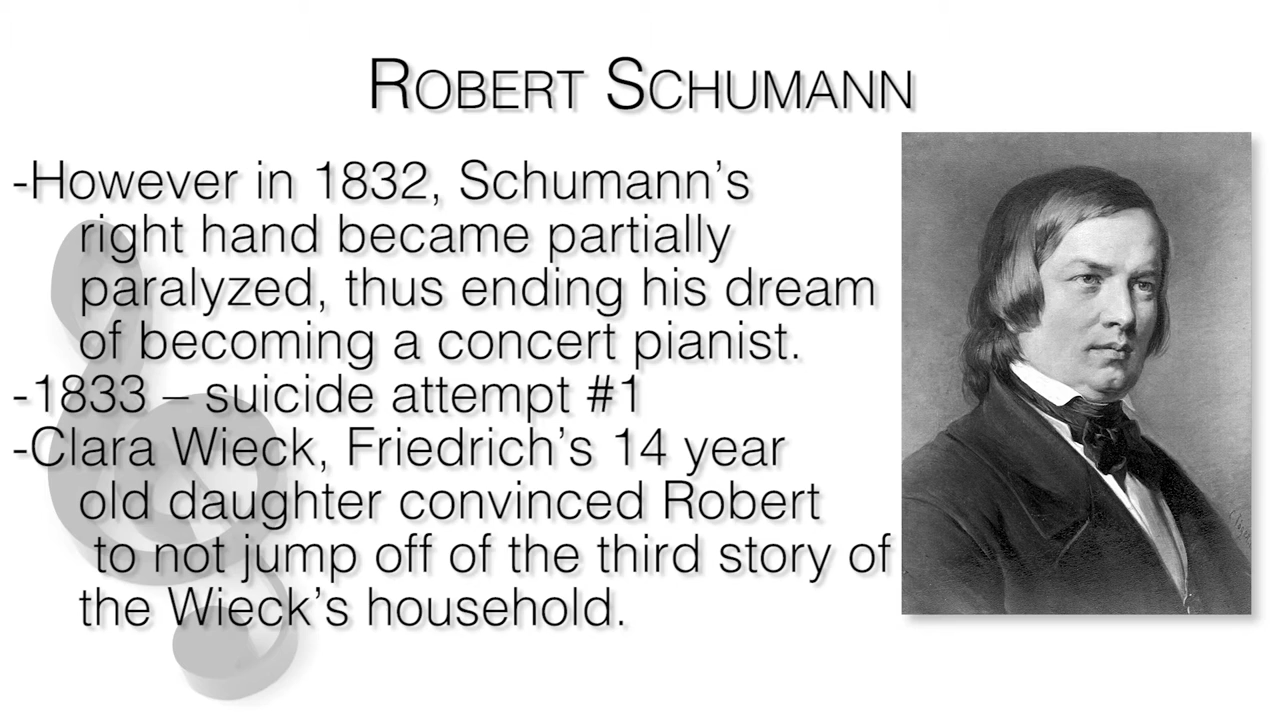 ROBERT SCHUMANN
-However in 1832, Schumann’s
right hand became partially
paralyzed, thus ending his dream
of becoming a concert pianist.
-1833 – suicide attempt #1
-Clara Wieck, Friedrich’s 14 year
old daughter convinced Robert
to not jump off of the third story of
the Wieck’s household.